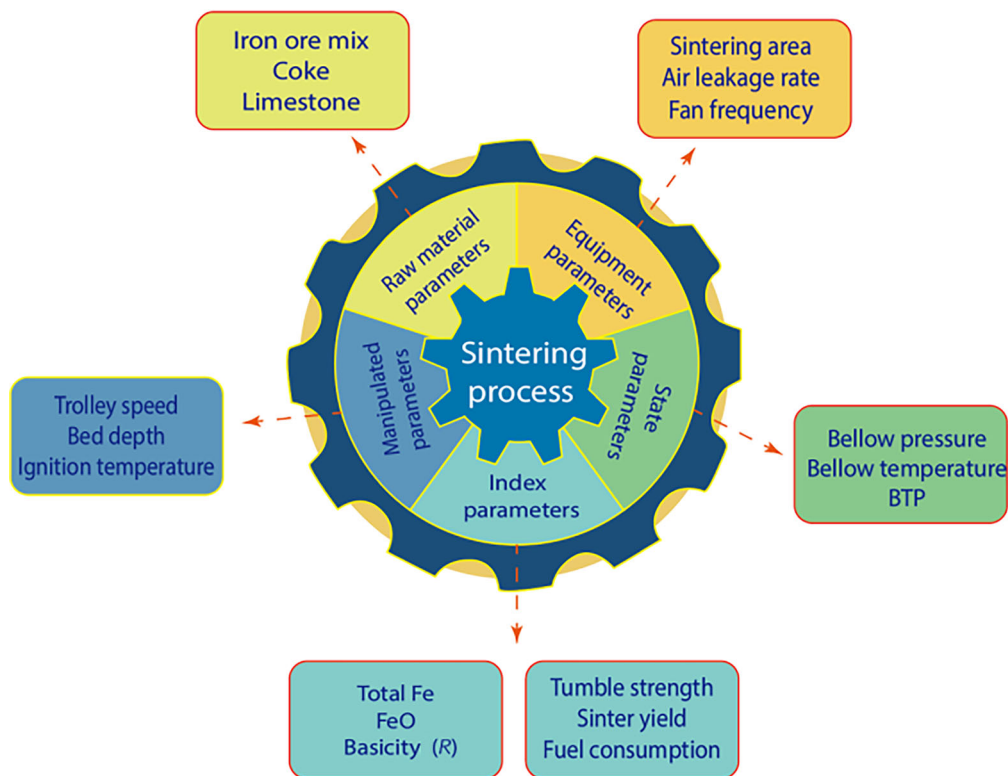 Iron ore mix
Coke
Limestone
Sintering area
Air leakage rate
Fan frequency
Raw material
parameters
Equipment
parameters
Sintering
process
Manipulated
parameters
State
parameters
Index
parameters
Trolley speed
Bed depth
Ignition temperature
Bellow pressure
Bellow temperature
BTP
Total Fe
FeO
Basicity (R)
Tumble strength
Sinter yield
Fuel consumption